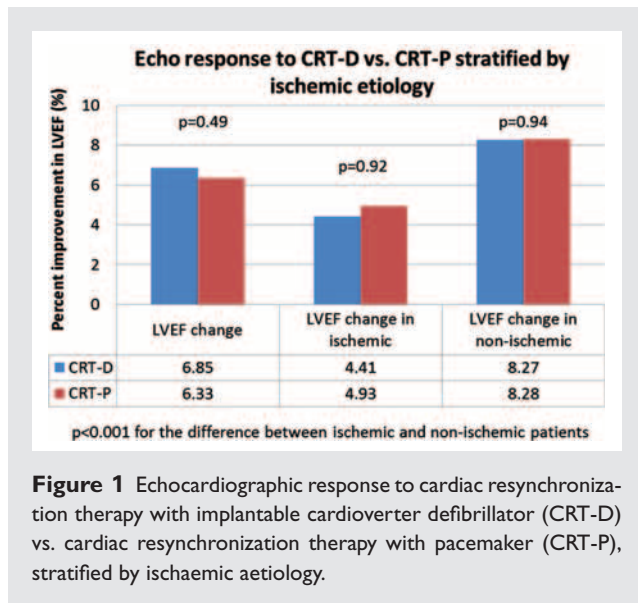 Echo response to CRT-D vs. CRT-P stratified by
ischemic etiology
Percent improvement in LVEF (%)
10
8
6
4
2
0
p=0.49
p=0.92
p=0.94
LVEF change
LVEF change in
ischemic
LVEF change in
non-ischemic
CRT-D 6.85 4.41 8.27
CRT-P 6.33 4.93 8.28
p<0.001 for the difference between ischemic and non-ischemic patients
Figure 1 Echocardiographic response to cardiac resynchroniza-
tion therapy with implantable cardioverter defibrillator (CRT-D)
vs. cardiac resynchronization therapy with pacemaker (CRT-P),
stratified by ischaemic aetiology.